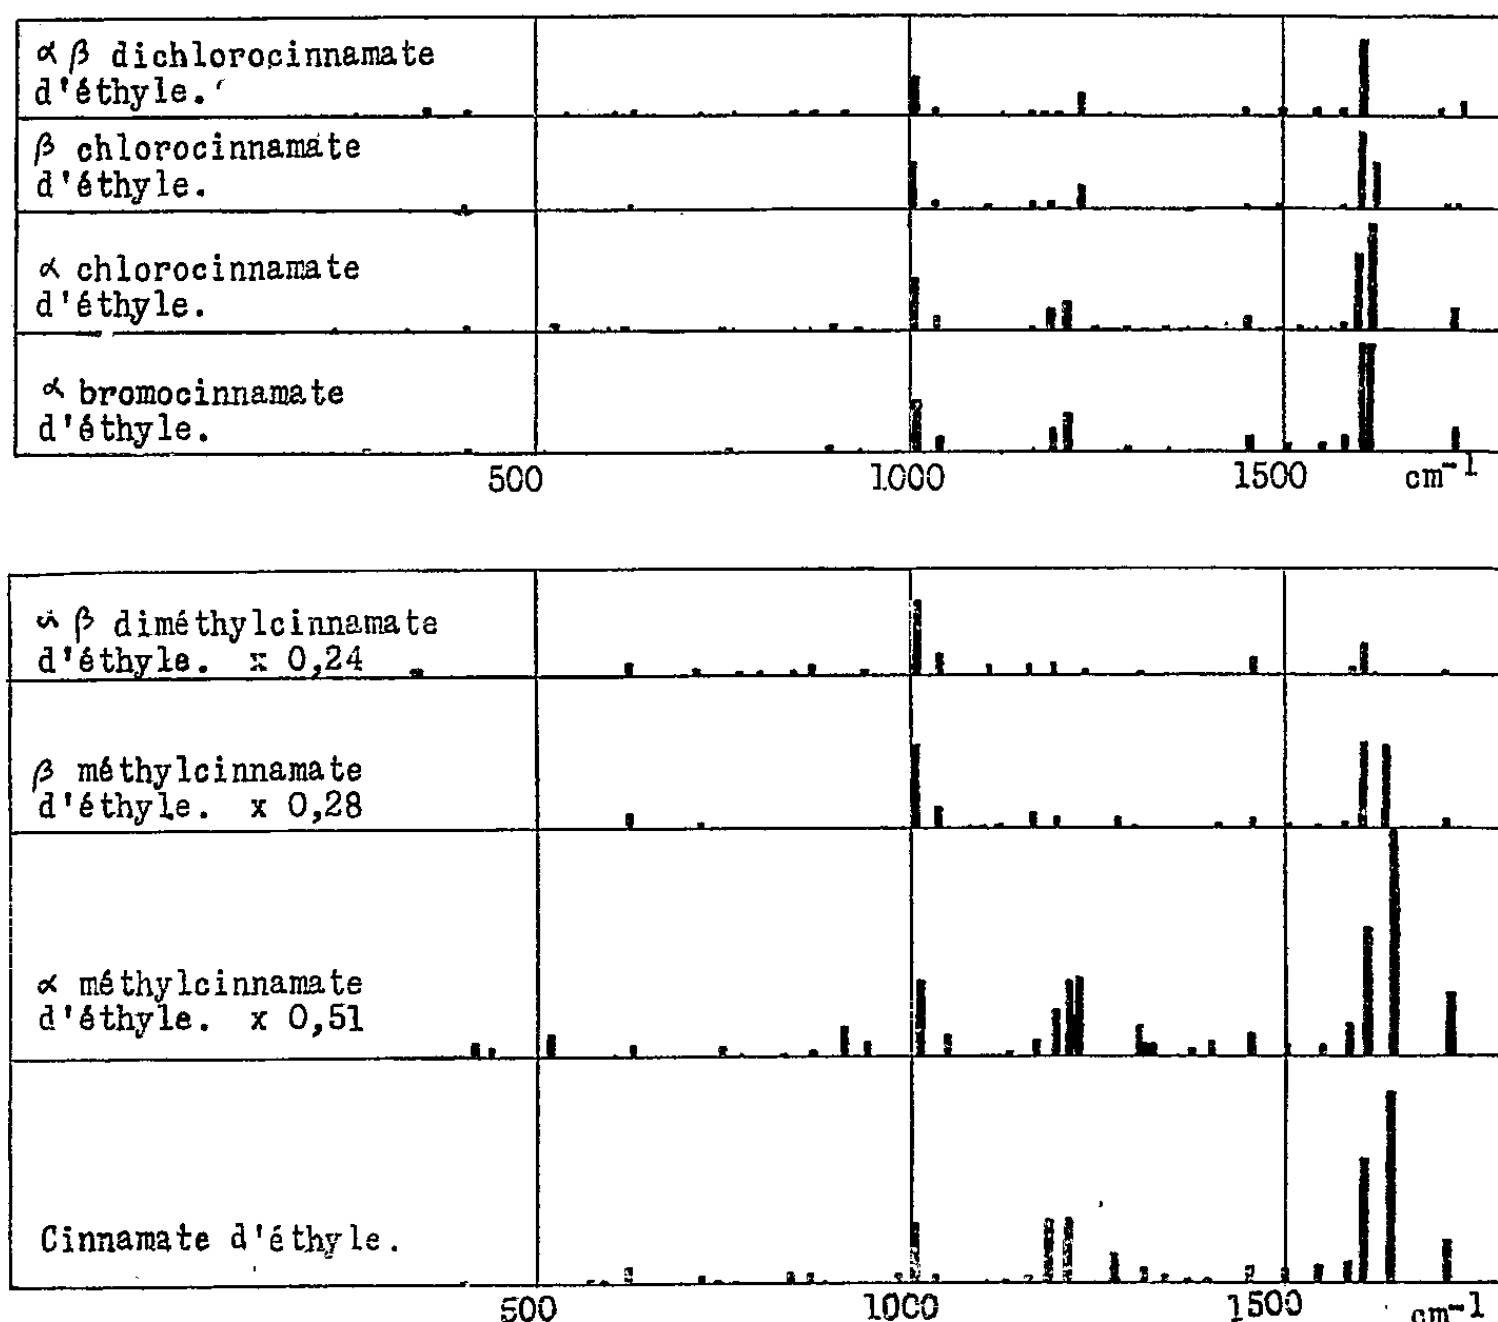 α β dichlorocinnamate
d'éthyle.
β chlorocinnamate
d'éthyle.
α chlorocinnamate
d'éthyle.
α bromocinnamate
d'éthyle.
500 1000 1500 cm⁻¹
α β diméthylcinnamate
d'éthyle. x 0,24
β méthylcinnamate
d'éthyle. x 0,28
α méthylcinnamate
d'éthyle. x 0,51
Cinnamate d'éthyle.
500 1000 1500 cm⁻¹